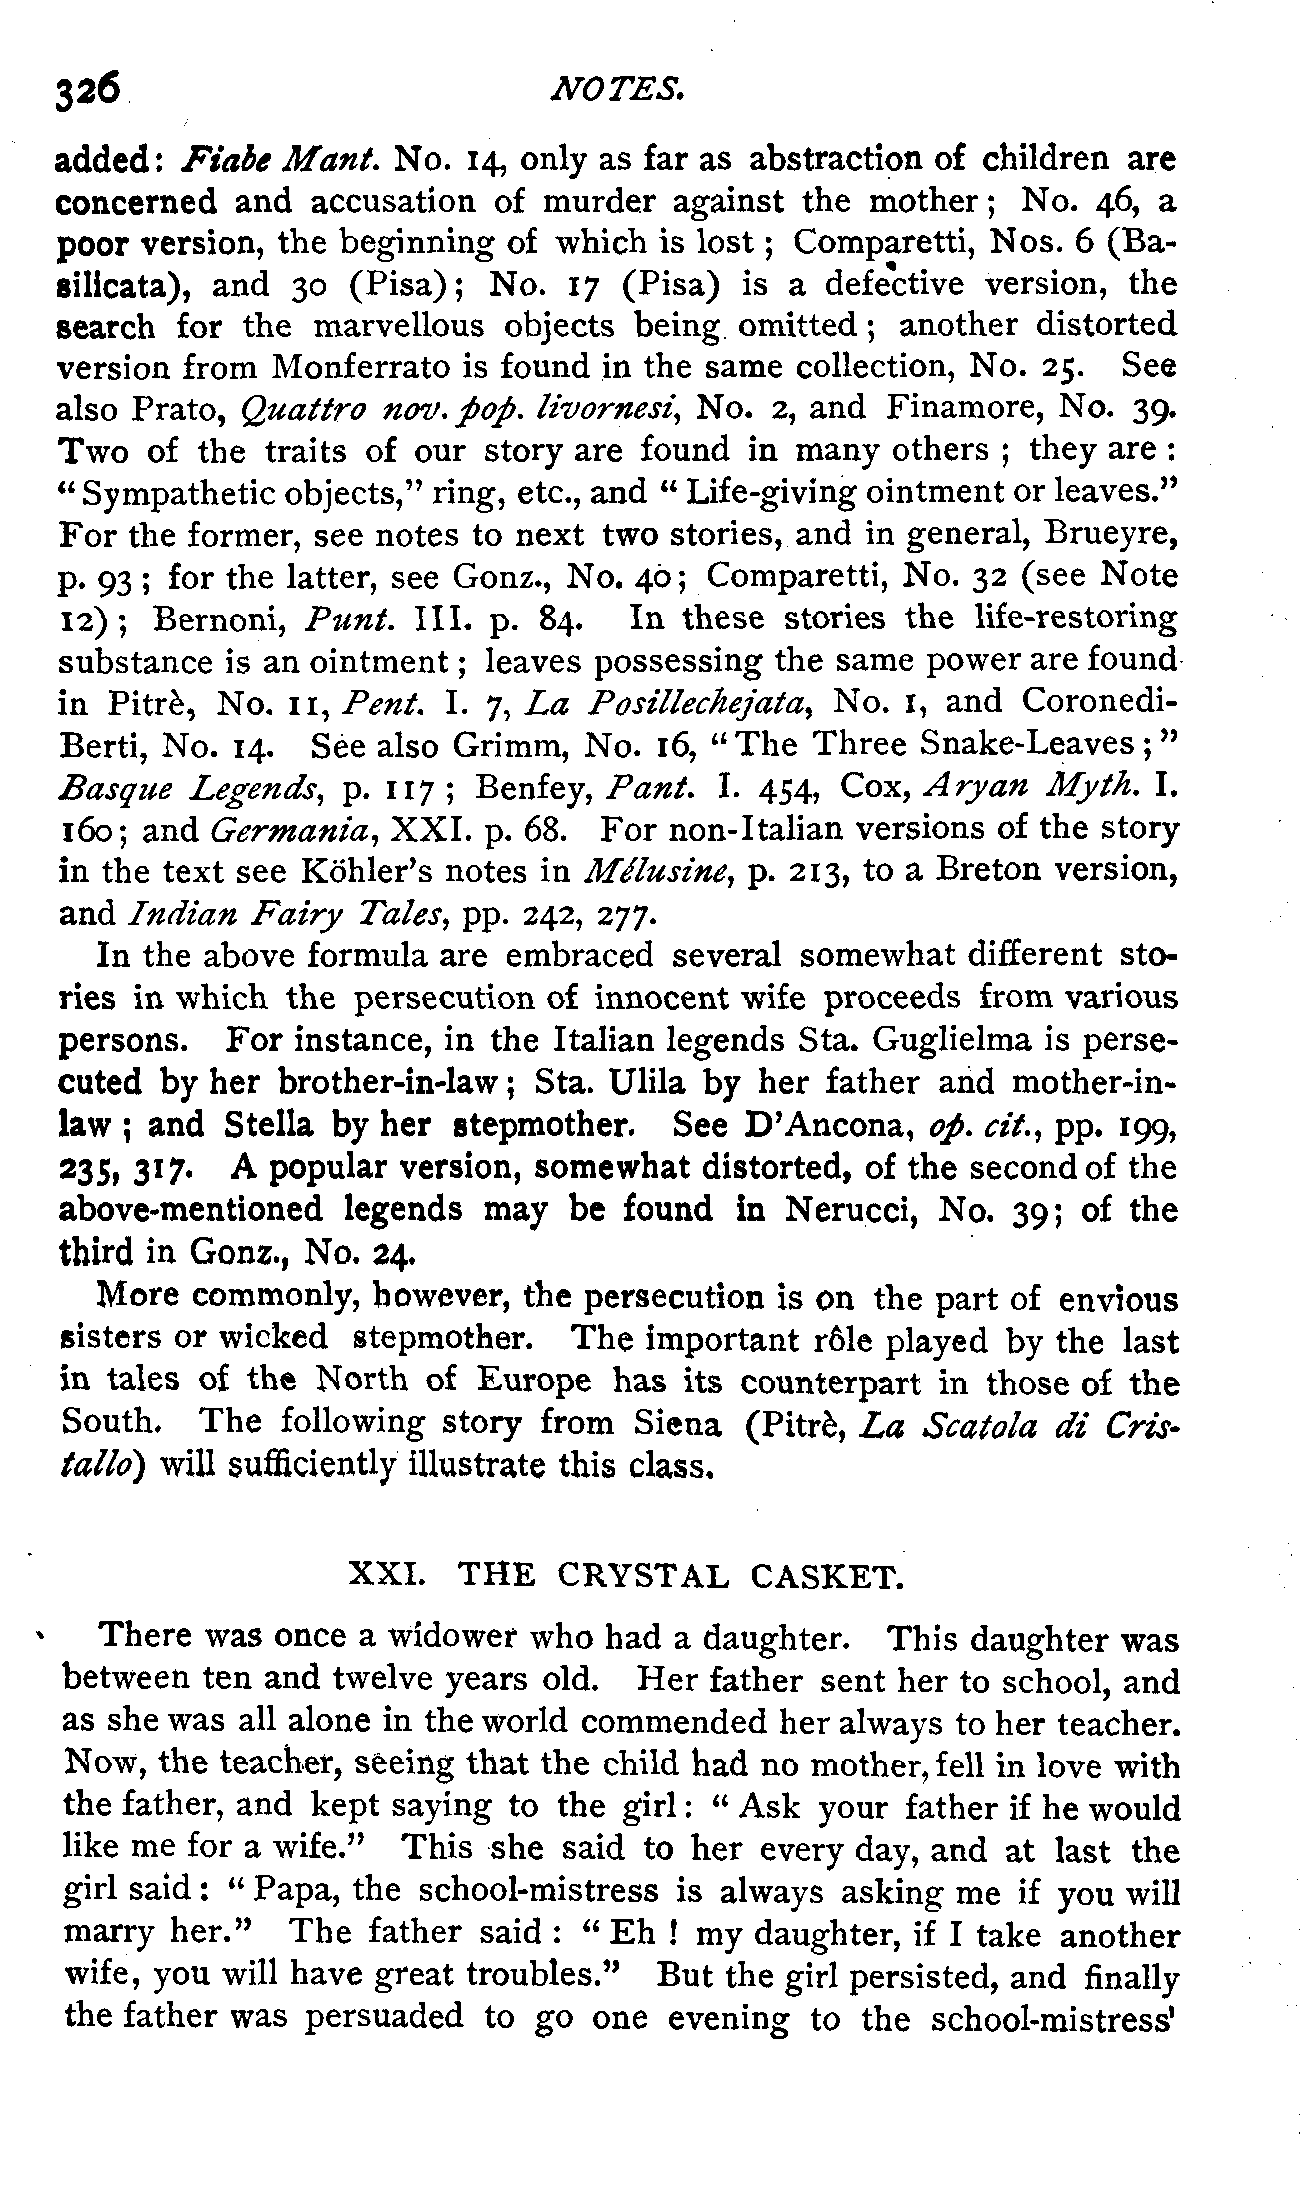 326 NOTES.
added: Fiabe Mant. No. 14, only as far as abstraction of children are
concerned and accusation of murder against the mother; No. 46, a
poor version, the beginning of which is lost; Comparetti, Nos. 6 (Ba-
silicata), and 30 (Pisa); No. 17 (Pisa) is a defective version, the
search for the marvellous objects being omitted; another distorted
version from Monferrato is found in the same collection, No. 25. See
also Prato, Quattro nov. pop. livornesi, No. 2, and Finamore, No. 39.
Two of the traits of our story are found in many others; they are:
"Sympathetic objects," ring, etc., and "Life-giving ointment or leaves."
For the former, see notes to next two stories, and in general, Brueyre,
p. 93; for the latter, see Gonz., No. 40; Comparetti, No. 32 (see Note
12); Bernoni, Punt. III. p. 84. In these stories the life-restoring
substance is an ointment; leaves possessing the same power are found
in Pitrè, No. 11, Pent. I. 7, La Posillechejata, No. 1, and Coronedi-
Berti, No. 14. See also Grimm, No. 16, "The Three Snake-Leaves;"
Basque Legends, p. 117; Benfey, Pant. I. 454, Cox, Aryan Myth. I.
160; and Germania, XXI. p. 68. For non-Italian versions of the story
in the text see Köhler's notes in Mélusine, p. 213, to a Breton version,
and Indian Fairy Tales, pp. 242, 277.
In the above formula are embraced several somewhat different sto-
ries in which the persecution of innocent wife proceeds from various
persons. For instance, in the Italian legends Sta. Guglielma is perse-
cuted by her brother-in-law; Sta. Ulila by her father and mother-in-
law; and Stella by her stepmother. See D'Ancona, op. cit., pp. 199,
235, 317. A popular version, somewhat distorted, of the second of the
above-mentioned legends may be found in Nerucci, No. 39; of the
third in Gonz., No. 24.
More commonly, however, the persecution is on the part of envious
sisters or wicked stepmother. The important rôle played by the last
in tales of the North of Europe has its counterpart in those of the
South. The following story from Siena (Pitrè, La Scatola di Cris-
tallo) will sufficiently illustrate this class.
XXI. THE CRYSTAL CASKET.
There was once a widower who had a daughter. This daughter was
between ten and twelve years old. Her father sent her to school, and
as she was all alone in the world commended her always to her teacher.
Now, the teacher, seeing that the child had no mother, fell in love with
the father, and kept saying to the girl: "Ask your father if he would
like me for a wife." This she said to her every day, and at last the
girl said: "Papa, the school-mistress is always asking me if you will
marry her." The father said: "Eh! my daughter, if I take another
wife, you will have great troubles." But the girl persisted, and finally
the father was persuaded to go one evening to the school-mistress'